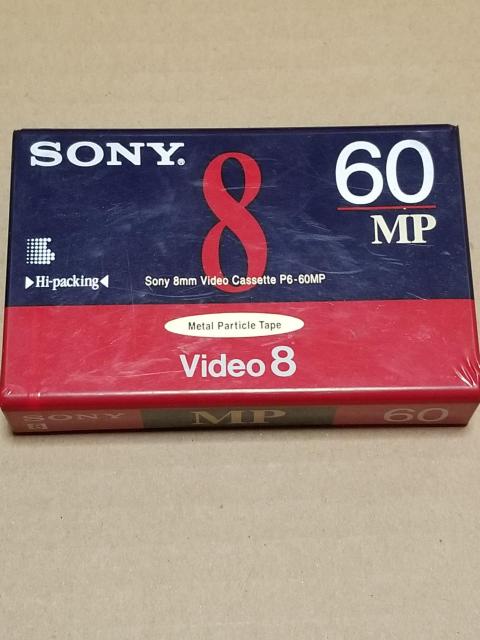 SONY.
8
60
MP
▶Hi-packing◀
Sony 8mm Video Cassette P6-60MP
Metal Particle Tape
Video 8
SONY
8
MP
60